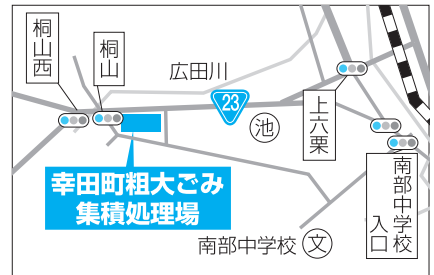 桐山西
桐山
広田川
23
池
上六栗
幸田町粗大ごみ
集積処理場
南部中学校
入口
南部中学校 文